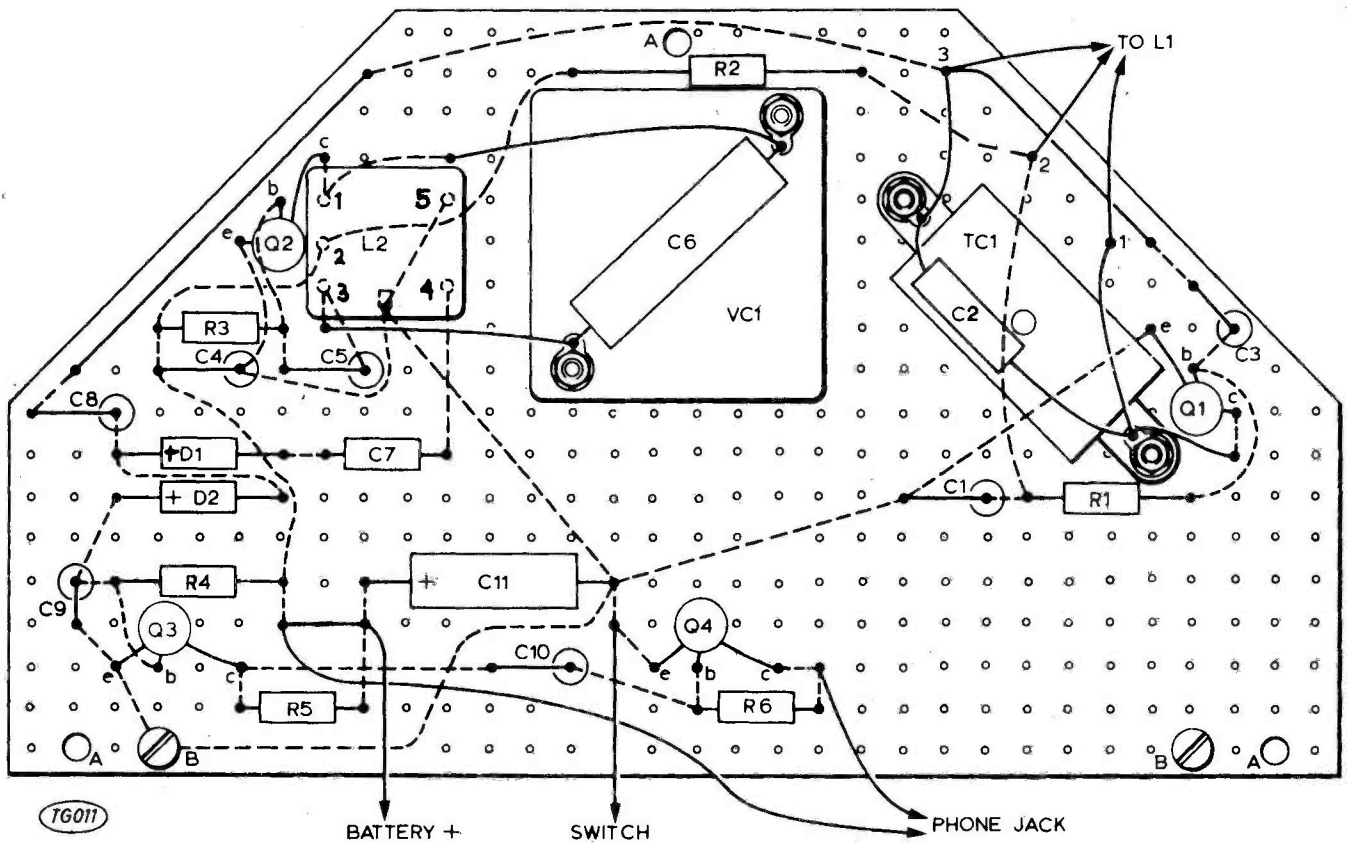 A
R2
3
TO L1
c
b
e
Q2
1
5
2
L2
3
4
C6
VC1
2
TC1
C2
1
e
b
c
C3
Q1
R3
C4
C5
C8
+D1
C7
+ D2
C1
R1
R4
+ C11
C9
Q3
e
b
c
C10
Q4
e
b
c
R5
R6
A
B
B
A
TG011
BATTERY +
SWITCH
PHONE JACK